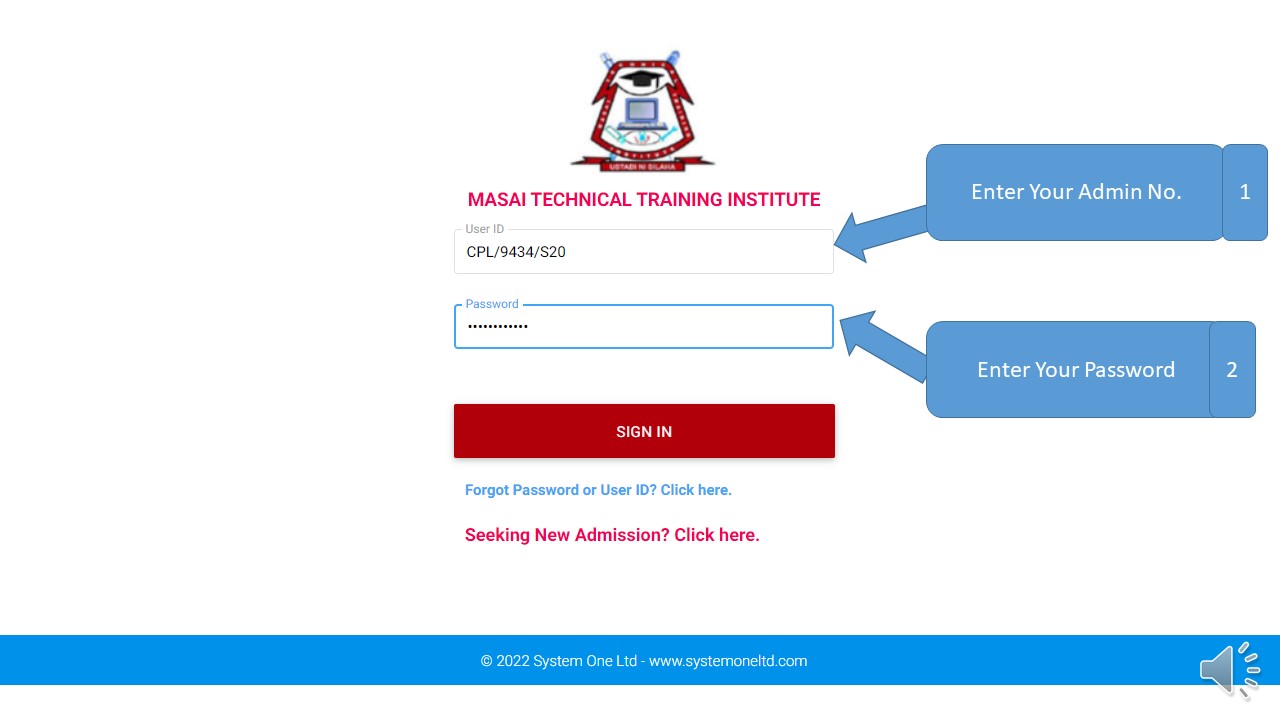 USTADI NI SILAHA
MASAI TECHNICAL TRAINING INSTITUTE
User ID
CPL/9434/S20
Password
••••••••••••
SIGN IN
Forgot Password or User ID? Click here.
Seeking New Admission? Click here.
Enter Your Admin No. 1
Enter Your Password 2
© 2022 System One Ltd - www.systemoneltd.com